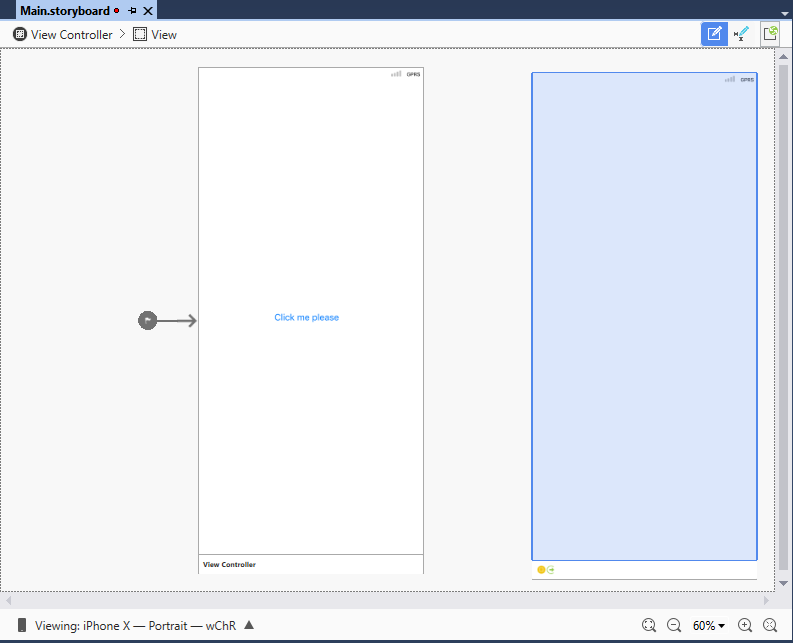 Main.storyboard
View Controller View
GPRS
GPRS
Click me please
View Controller
Viewing: iPhone X — Portrait — wChR
60%